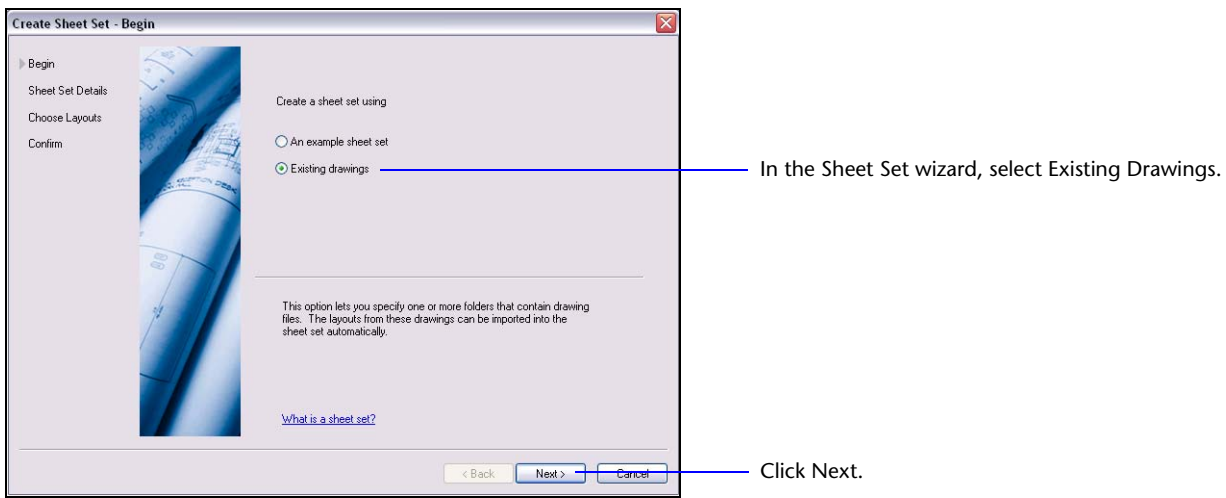 Create Sheet Set - Begin
Begin
Sheet Set Details
Choose Layouts
Confirm
Create a sheet set using
An example sheet set
Existing drawings
In the Sheet Set wizard, select Existing Drawings.
This option lets you specify one or more folders that contain drawing
files. The layouts from these drawings can be imported into the
sheet set automatically.
What is a sheet set?
< Back
Next >
Cancel
Click Next.